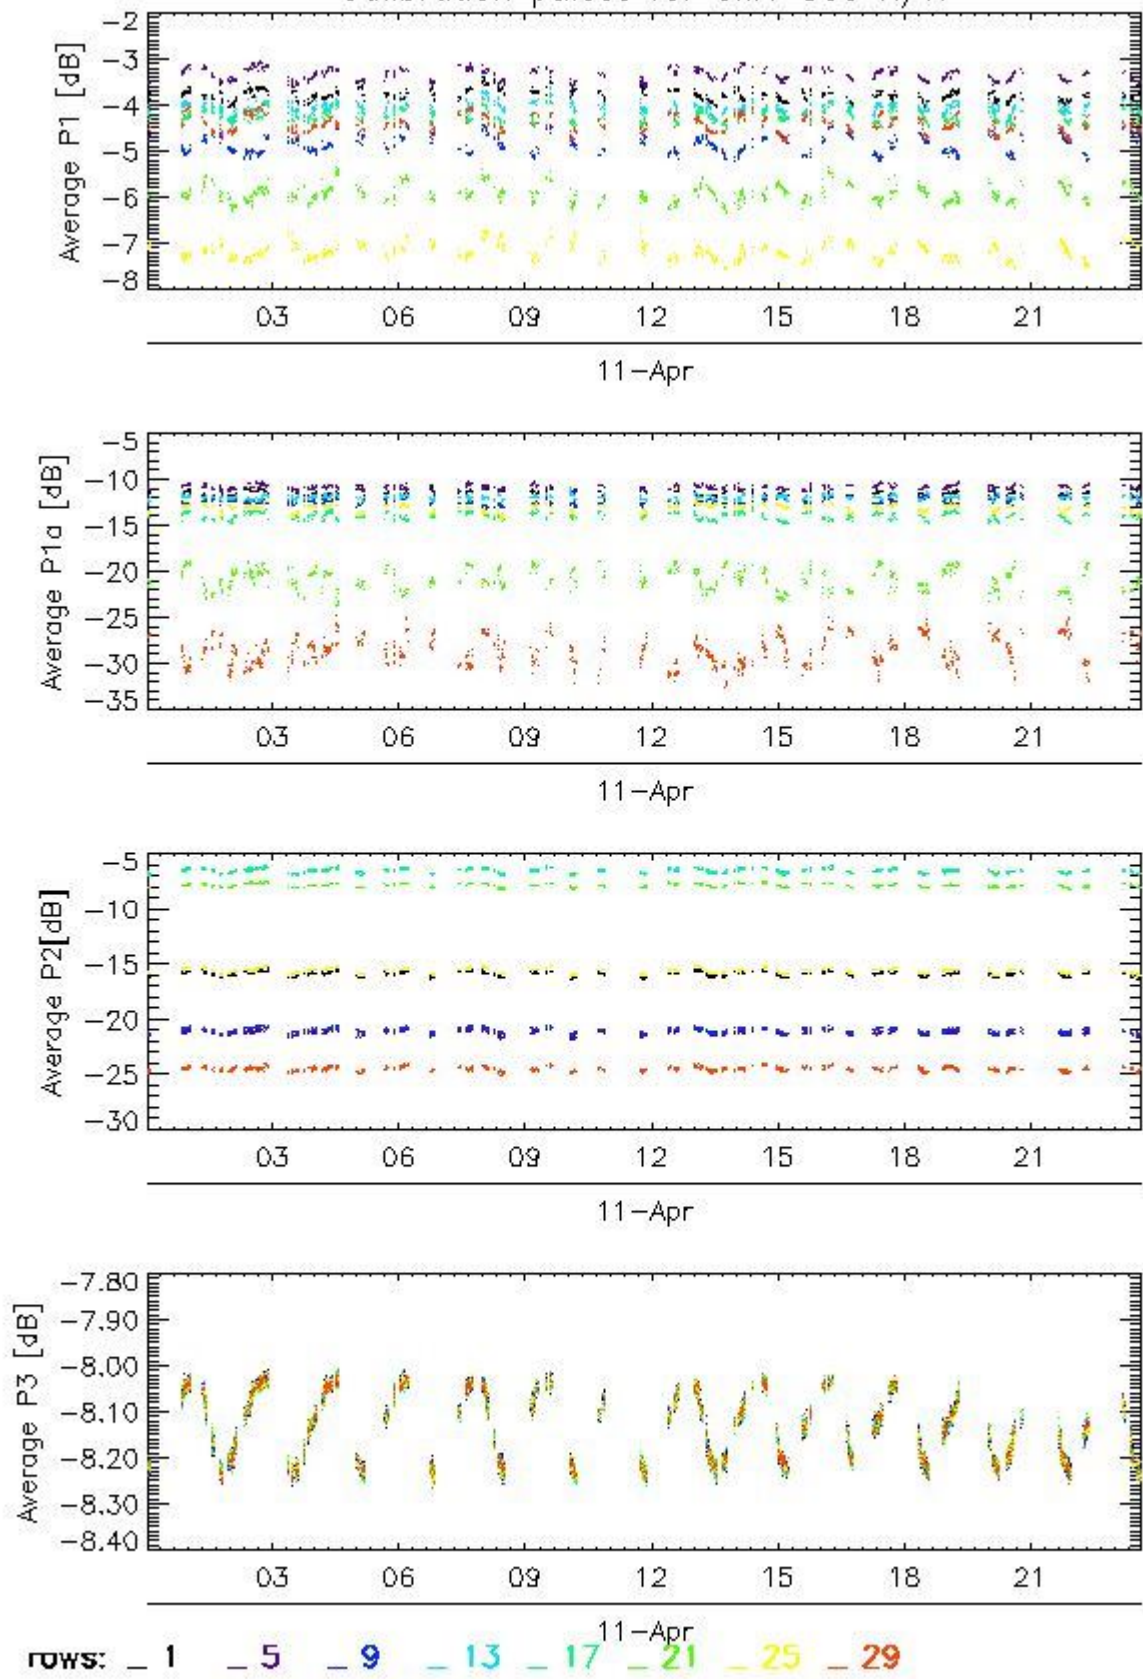 Average P1 [dB]
-2
-3
-4
-5
-6
-7
-8
03 06 09 12 15 18 21
11-Apr
Average P1a [dB]
-5
-10
-15
-20
-25
-30
-35
03 06 09 12 15 18 21
11-Apr
Average P2[dB]
-5
-10
-15
-20
-25
-30
03 06 09 12 15 18 21
11-Apr
Average P3 [dB]
-7.80
-7.90
-8.00
-8.10
-8.20
-8.30
-8.40
03 06 09 12 15 18 21
11-Apr
rows: _ 1 _ 5 _ 9 _ 13 _ 17 _ 21 _ 25 _ 29